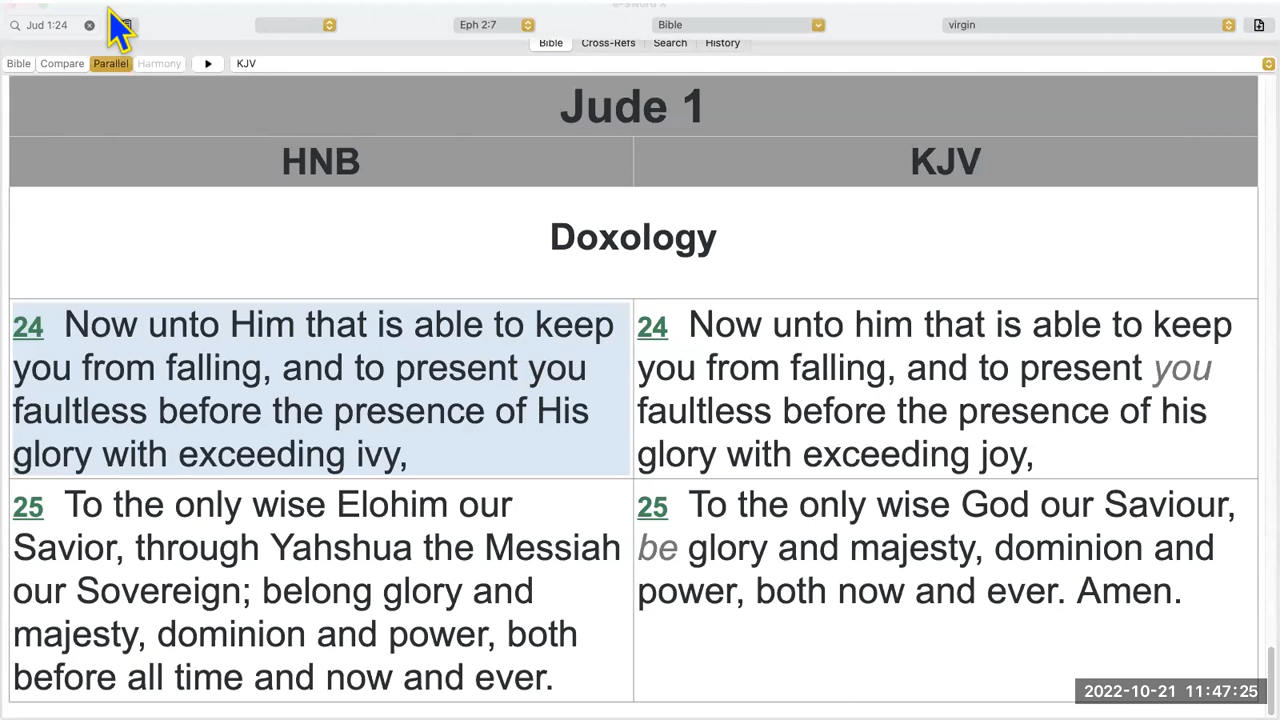 e-Sword X
Jud 1:24
Eph 2:7
Bible
virgin
Bible Cross-Refs Search History
Bible Compare Parallel Harmony KJV
Jude 1
HNB KJV
Doxology
24 Now unto Him that is able to keep
you from falling, and to present you
faultless before the presence of His
glory with exceeding ivy,
24 Now unto him that is able to keep
you from falling, and to present you
faultless before the presence of his
glory with exceeding joy,
25 To the only wise Elohim our
Savior, through Yahshua the Messiah
our Sovereign; belong glory and
majesty, dominion and power, both
before all time and now and ever.
25 To the only wise God our Saviour,
be glory and majesty, dominion and
power, both now and ever. Amen.
2022-10-21 11:47:25